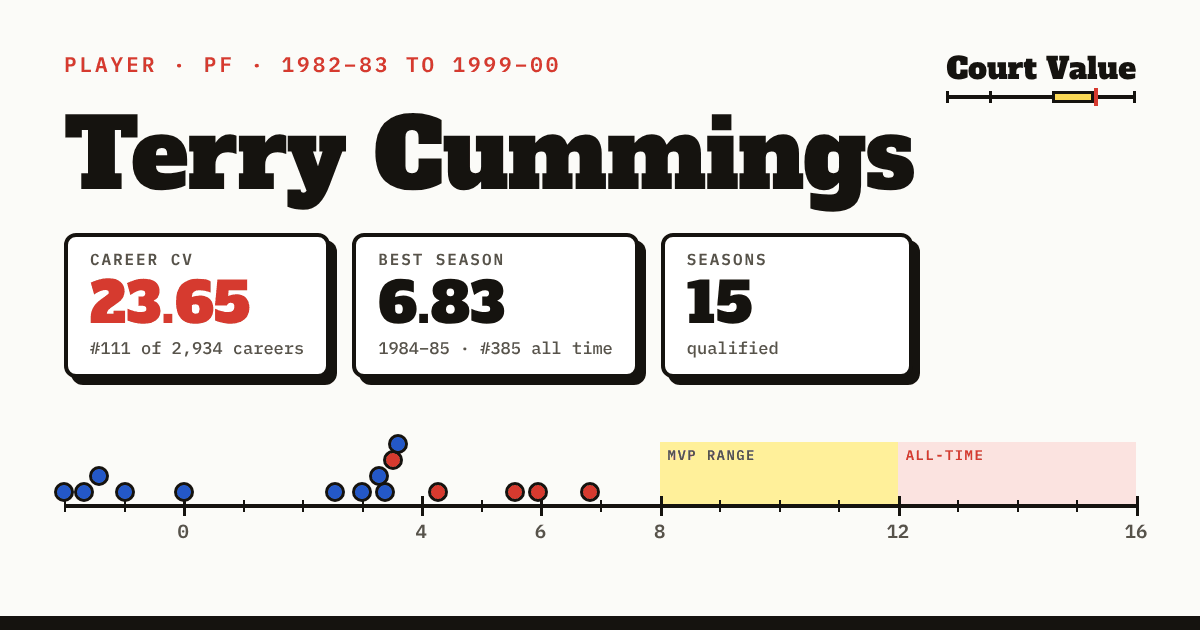 PLAYER · PF · 1982–83 TO 1999–00
Court Value
Terry Cummings
CAREER CV
23.65
#111 of 2,934 careers
BEST SEASON
6.83
1984–85 · #385 all time
SEASONS
15
qualified
MVP RANGE
ALL-TIME
0
4
6
8
12
16